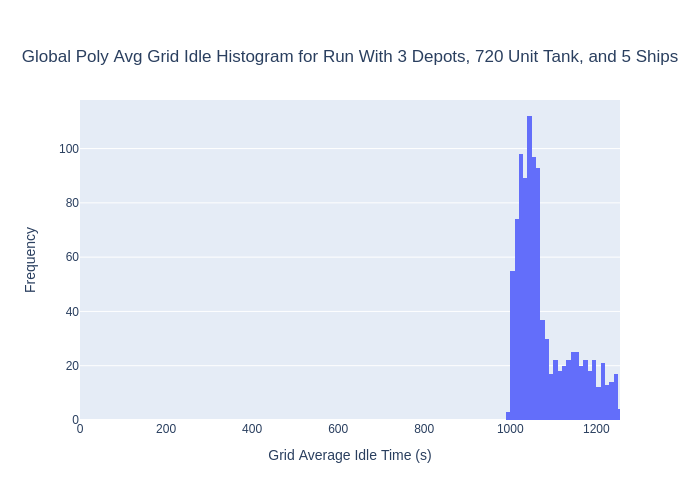 Global Poly Avg Grid Idle Histogram for Run With 3 Depots, 720 Unit Tank, and 5 Ships
100
80
60
40
20
0
Frequency
0 200 400 600 800 1000 1200
Grid Average Idle Time (s)